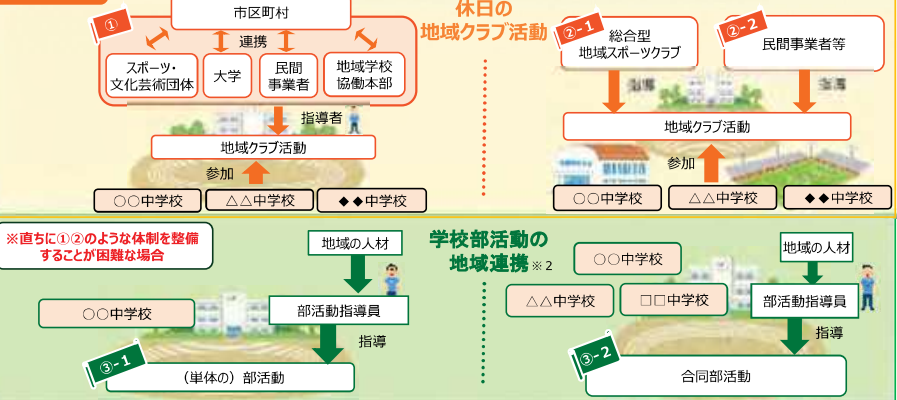 休日の
地域クラブ活動
①
市区町村
連携
スポーツ・
文化芸術団体
大学
民間
事業者
地域学校
協働本部
指導者
地域クラブ活動
参加
○○中学校
△△中学校
◆◆中学校
②-1
総合型
地域スポーツクラブ
②-2
民間事業者等
指導
指導
地域クラブ活動
参加
○○中学校
△△中学校
◆◆中学校
※直ちに①②のような体制を整備
することが困難な場合
学校部活動の
地域連携※2
地域の人材
○○中学校
部活動指導員
指導
③-1
（単体の）部活動
○○中学校
△△中学校
□□中学校
地域の人材
部活動指導員
指導
③-2
合同部活動